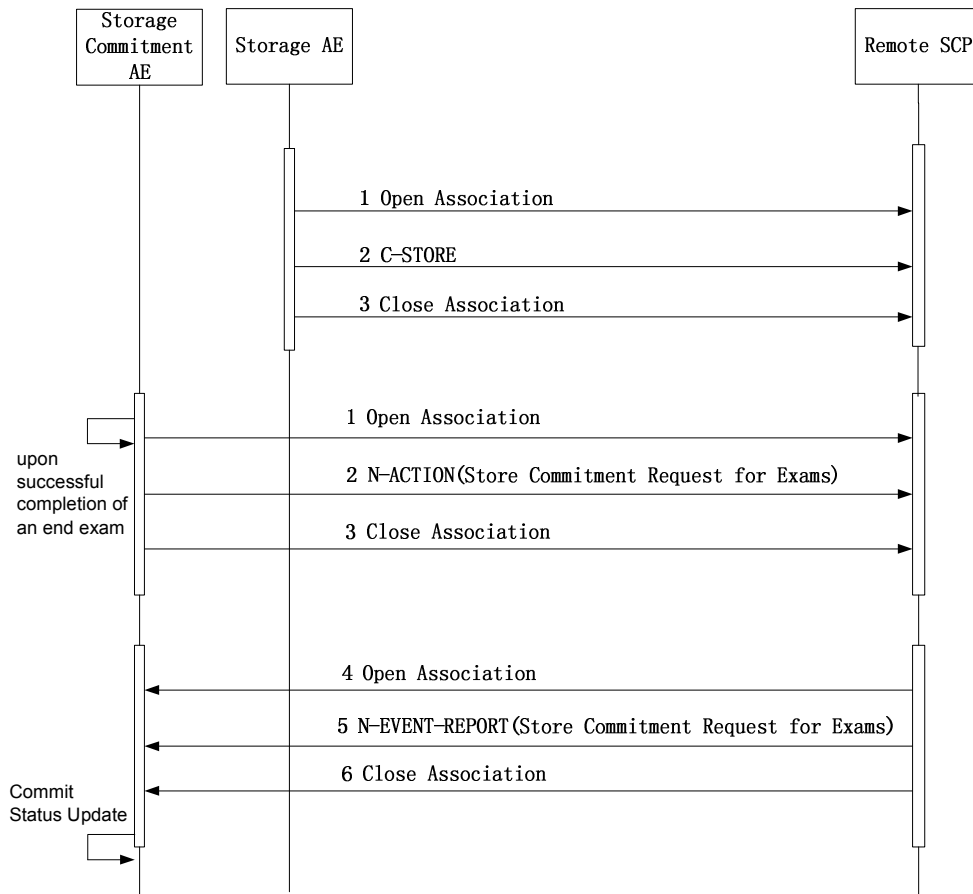 Storage
Commitment
AE
Storage AE
Remote SCP
1 Open Association
2 C-STORE
3 Close Association
1 Open Association
upon
successful
completion of
an end exam
2 N-ACTION(Store Commitment Request for Exams)
3 Close Association
4 Open Association
5 N-EVENT-REPORT(Store Commitment Request for Exams)
6 Close Association
Commit
Status Update